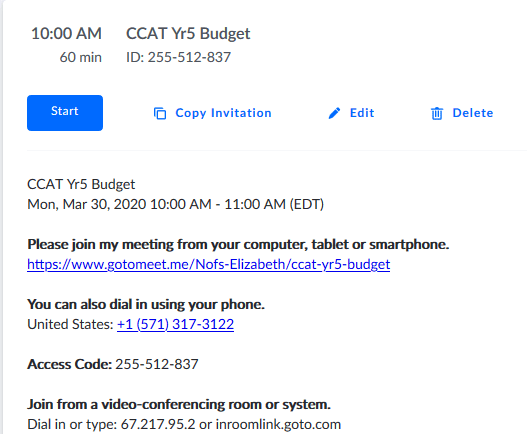 10:00 AM CCAT Yr5 Budget
60 min ID: 255-512-837
Start Copy Invitation Edit Delete
CCAT Yr5 Budget
Mon, Mar 30, 2020 10:00 AM - 11:00 AM (EDT)
Please join my meeting from your computer, tablet or smartphone.
https://www.gotomeet.me/Nofs-Elizabeth/ccat-yr5-budget
You can also dial in using your phone.
United States: +1 (571) 317-3122
Access Code: 255-512-837
Join from a video-conferencing room or system.
Dial in or type: 67.217.95.2 or inroomlink.goto.com